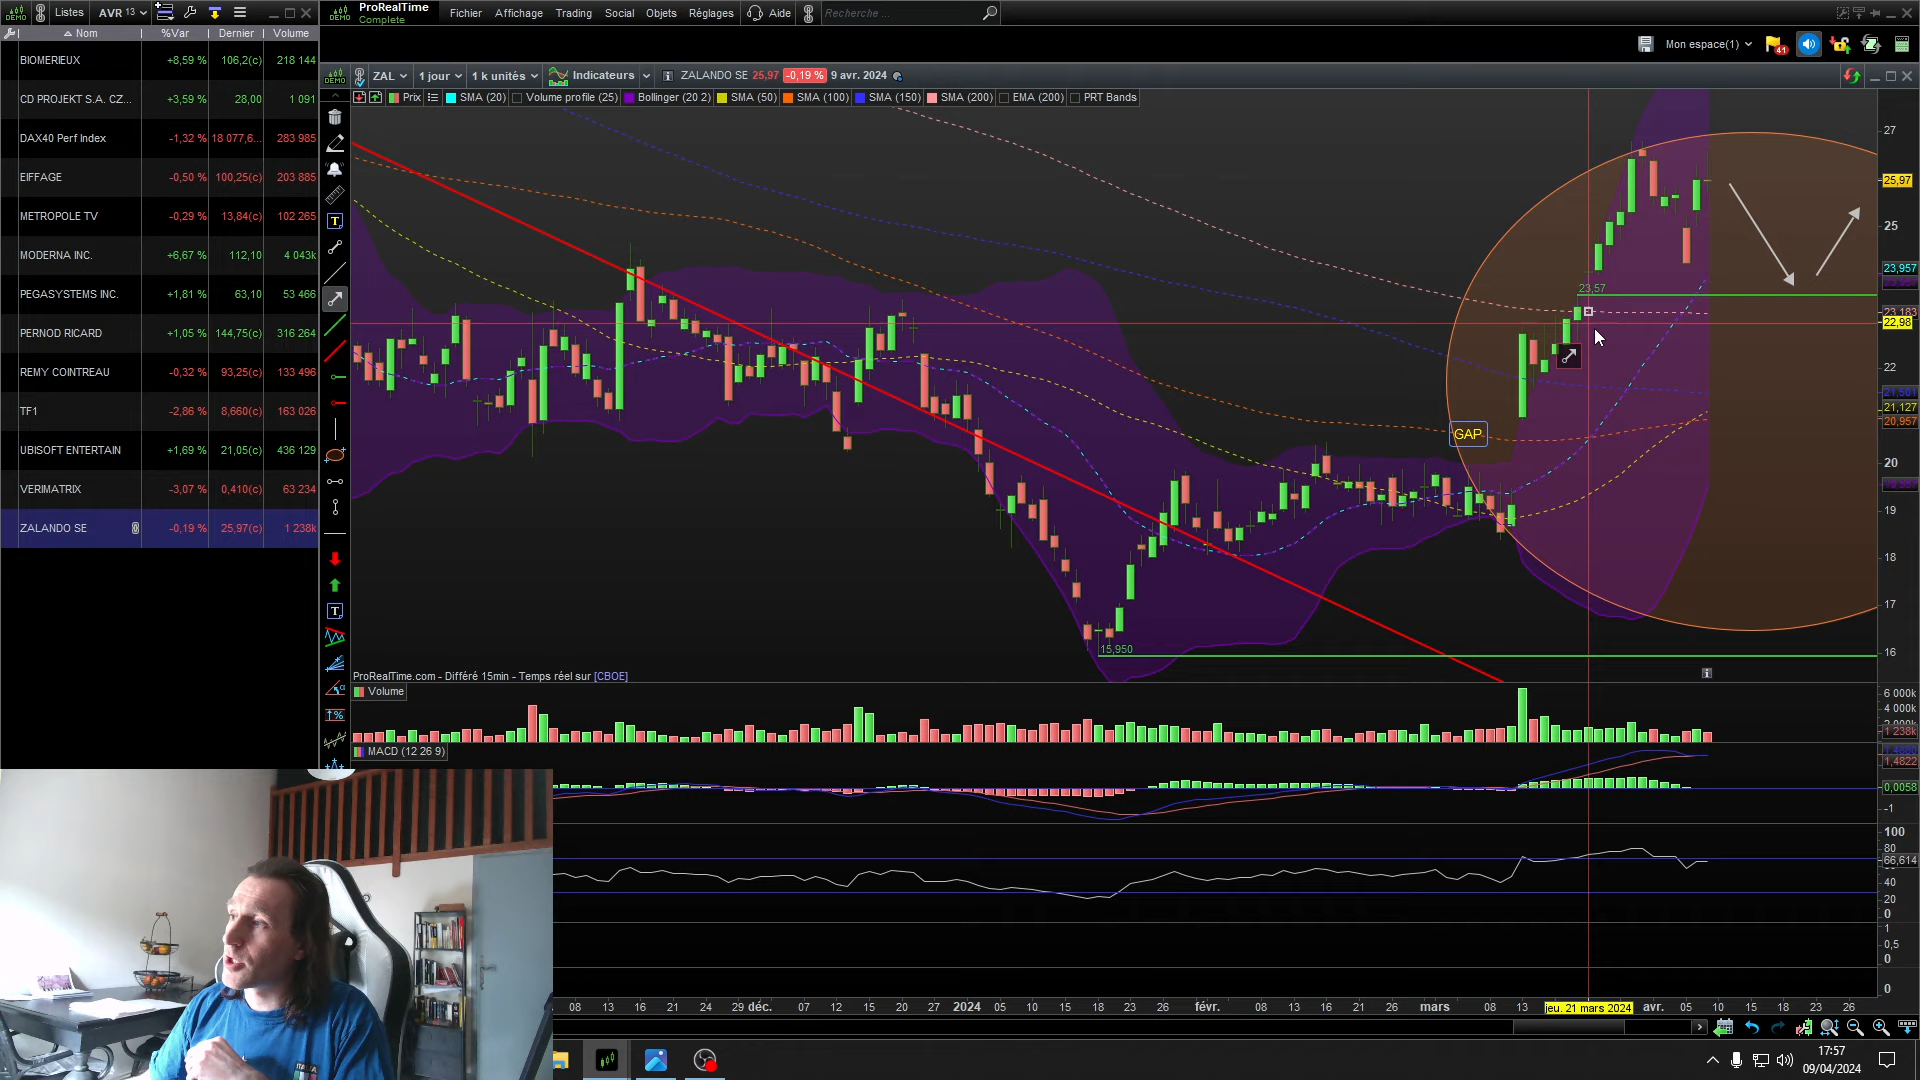 DEMO Listes AVR 13
Nom %Var Dernier Volume
BIOMERIEUX +8,59 % 106,2(c) 218 144
CD PROJEKT S.A. CZ... +3,59 % 28,00 1 091
DAX40 Perf Index -1,32 % 18 077,6... 283 985
EIFFAGE -0,50 % 100,25(c) 203 885
METROPOLE TV -0,29 % 13,84(c) 102 265
MODERNA INC. +6,67 % 112,10 4 043k
PEGASYSTEMS INC. +1,81 % 63,10 53 466
PERNOD RICARD +1,05 % 144,75(c) 316 264
REMY COINTREAU -0,32 % 93,25(c) 133 496
TF1 -2,86 % 8,660(c) 163 026
UBISOFT ENTERTAIN +1,69 % 21,05(c) 436 129
VERIMATRIX -3,07 % 0,410(c) 63 234
ZALANDO SE -0,19 % 25,97(c) 1 238k
DEMO ProRealTime Fichier Affichage Trading Social Objets Réglages Aide Recherche ...
Complete
Mon espace(1) 41
DEMO ZAL 1 jour 1 k unités Indicateurs ZALANDO SE 25,97 -0,19 % 9 avr. 2024
Prix SMA (20) Volume profile (25) Bollinger (20 2) SMA (50) SMA (100) SMA (150) SMA (200) EMA (200) PRT Bands
27
25,97
25
23,957
23,57
23,183
22,98
22
21,501
21,127
20,957
GAP
20
19
18
17
16
15,950
ProRealTime.com - Différé 15min - Temps réel sur [CBOE]
Volume
6 000k
4 000k
1 238k
MACD (12 26 9)
1,4822
0,0058
-1
100
80
66,614
40
20
0
1
0,5
0
0
08 13 16 21 24 29 déc. 07 12 15 20 27 2024 05 10 15 18 23 26 févr. 08 13 16 21 26 mars 08 13 jeu. 21 mars 2024 avr. 05 10 15 18 23 26
17:57
09/04/2024
ITALIA